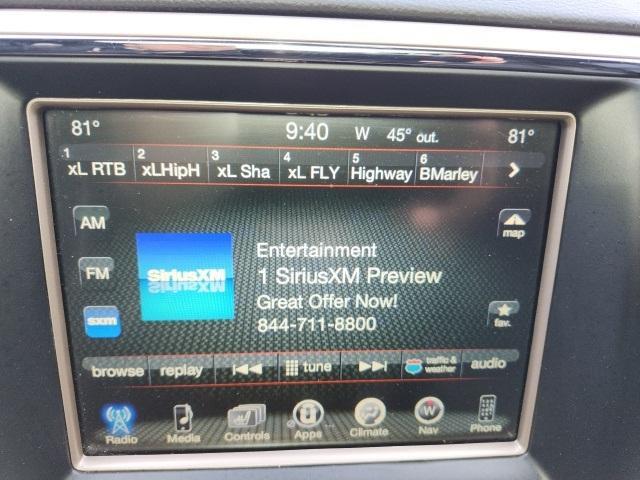 81° 9:40 W 45° out. 81°
1 xL RTB 2 xLHipH 3 xL Sha 4 xL FLY 5 Highway 6 BMarley
AM
map
SiriusXM
Entertainment
1 SiriusXM Preview
Great Offer Now!
844-711-8800
FM
sxm
fav.
browse replay tune traffic & weather audio
Radio Media Controls Apps Climate Nav Phone